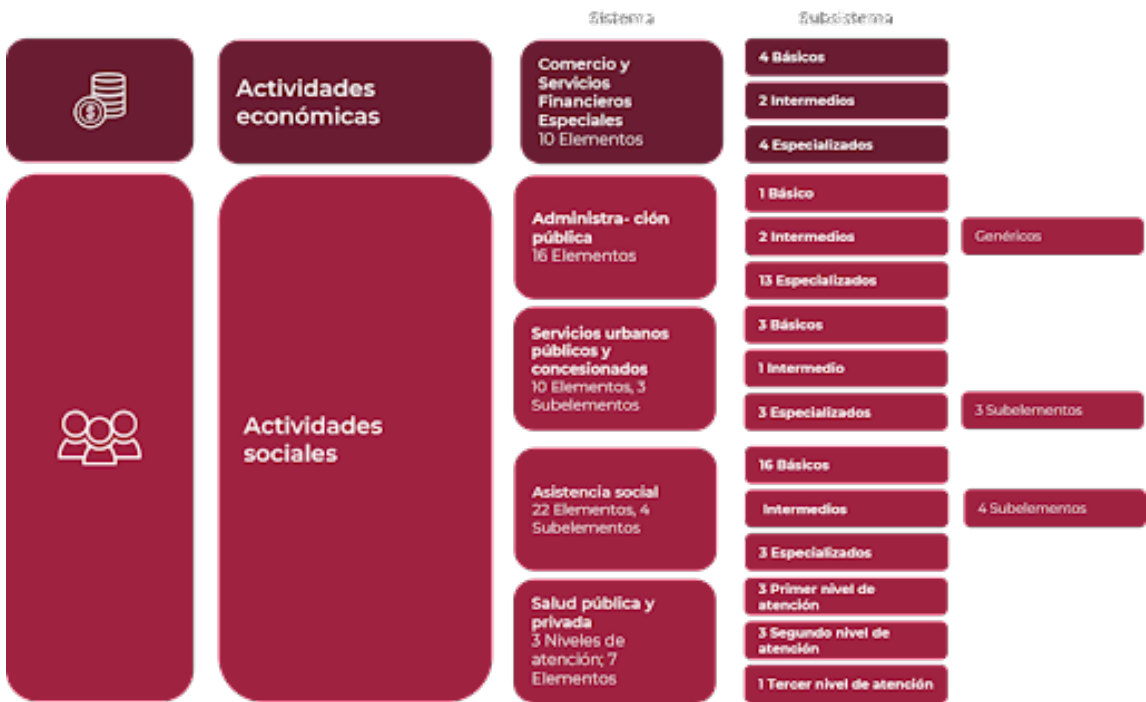 Sistema
Subsistema
Actividades
económicas
Comercio y
Servicios
Financieros
Especiales
10 Elementos
4 Básicos
2 Intermedios
4 Especializados
Actividades
sociales
Administra- ción
pública
16 Elementos
1 Básico
2 Intermedios
Genéricos
13 Especializados
Servicios urbanos
públicos y
concesionados
10 Elementos, 3
Subelementos
3 Básicos
1 Intermedio
3 Especializados
3 Subelementos
Asistencia social
22 Elementos, 4
Subelementos
16 Básicos
Intermedios
4 Subelementos
3 Especializados
Salud pública y
privada
3 Niveles de
atención; 7
Elementos
3 Primer nivel de
atención
3 Segundo nivel de
atención
1 Tercer nivel de atención